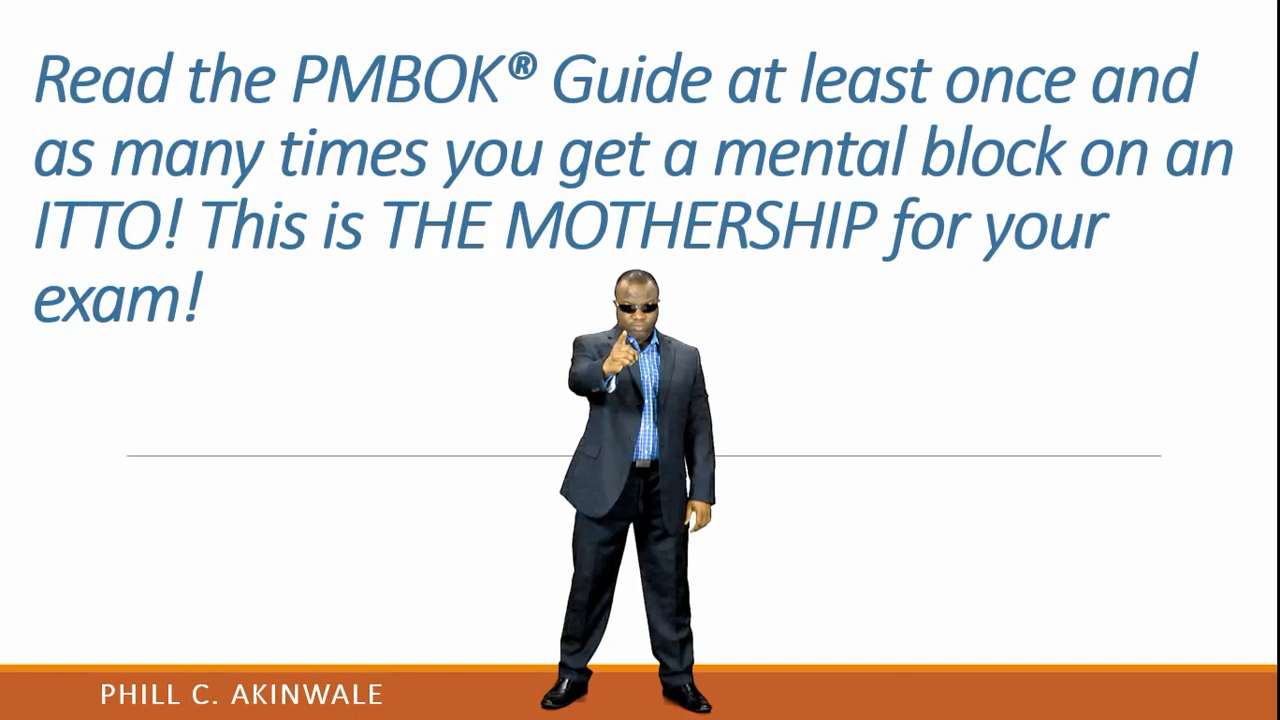 Read the PMBOK® Guide at least once and
as many times you get a mental block on an
ITTO! This is THE MOTHERSHIP for your
exam!
PHILL C. AKINWALE